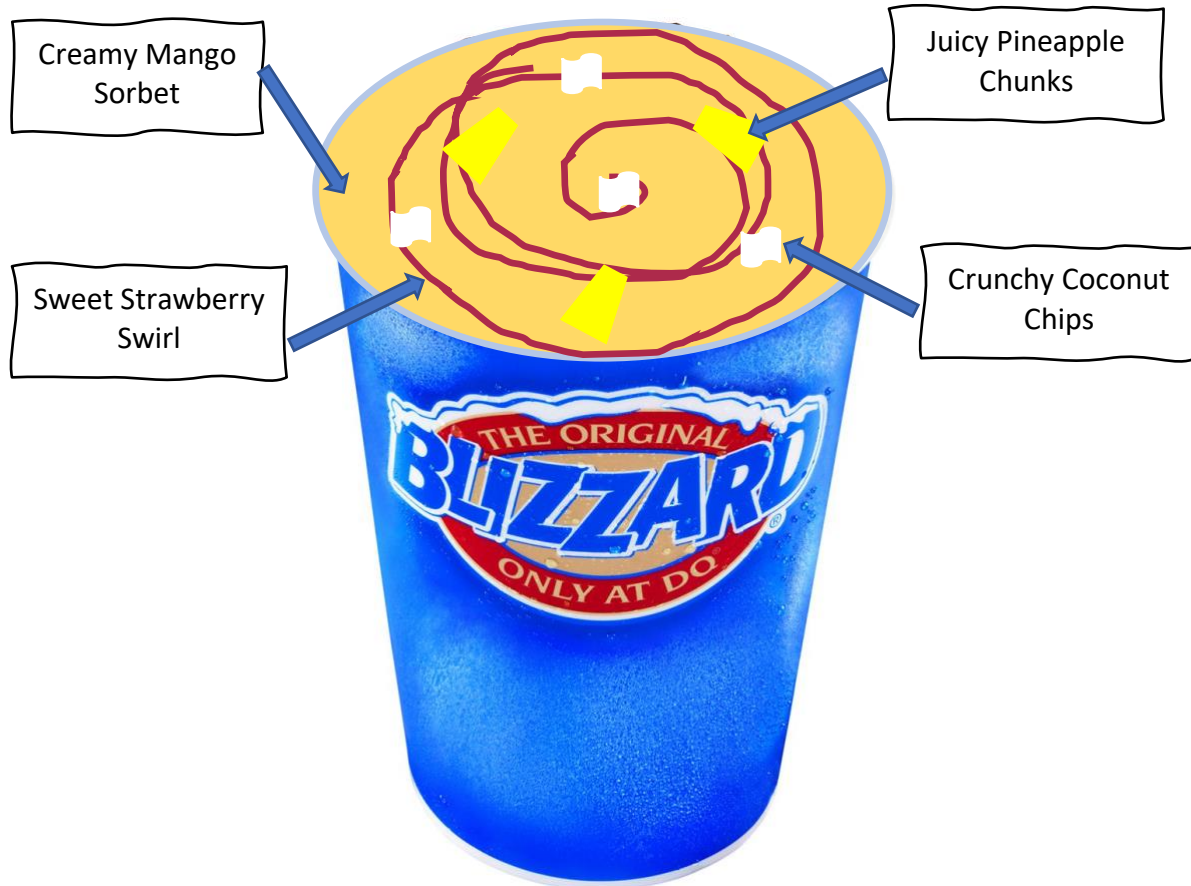 Creamy Mango
Sorbet
Juicy Pineapple
Chunks
Sweet Strawberry
Swirl
Crunchy Coconut
Chips
THE ORIGINAL
BLIZZARD
®
ONLY AT DQ